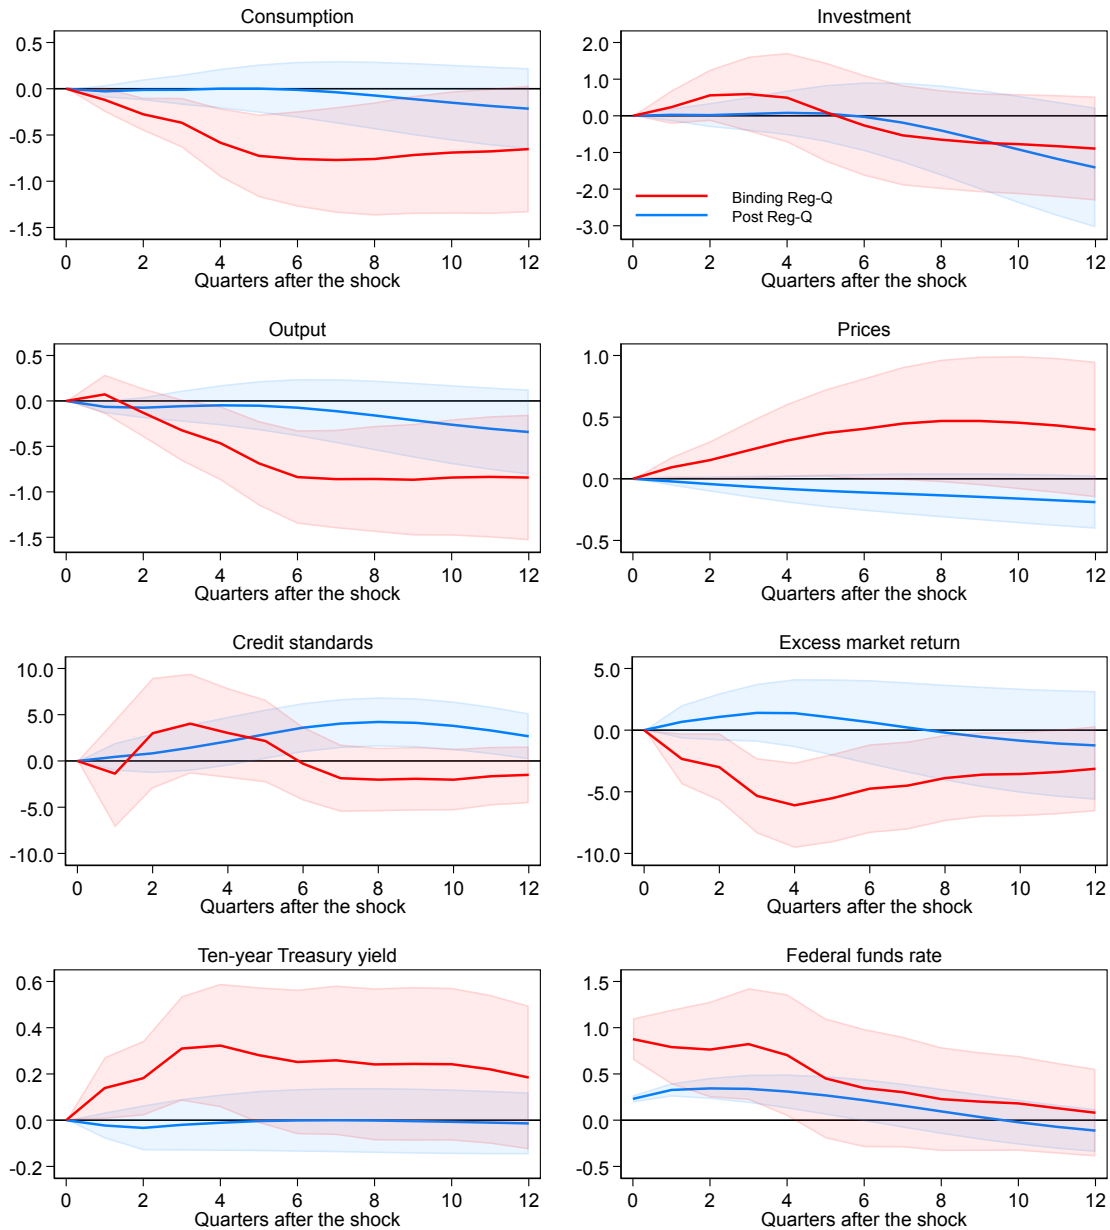 Consumption
0.5
0.0
-0.5
-1.0
-1.5
0 2 4 6 8 10 12
Quarters after the shock
Investment
2.0
1.0
0.0
-1.0
-2.0
-3.0
Binding Reg-Q
Post Reg-Q
0 2 4 6 8 10 12
Quarters after the shock
Output
0.5
0.0
-0.5
-1.0
-1.5
0 2 4 6 8 10 12
Quarters after the shock
Prices
1.0
0.5
0.0
-0.5
0 2 4 6 8 10 12
Quarters after the shock
Credit standards
10.0
5.0
0.0
-5.0
-10.0
0 2 4 6 8 10 12
Quarters after the shock
Excess market return
5.0
0.0
-5.0
-10.0
0 2 4 6 8 10 12
Quarters after the shock
Ten-year Treasury yield
0.6
0.4
0.2
0.0
-0.2
0 2 4 6 8 10 12
Quarters after the shock
Federal funds rate
1.5
1.0
0.5
0.0
-0.5
0 2 4 6 8 10 12
Quarters after the shock